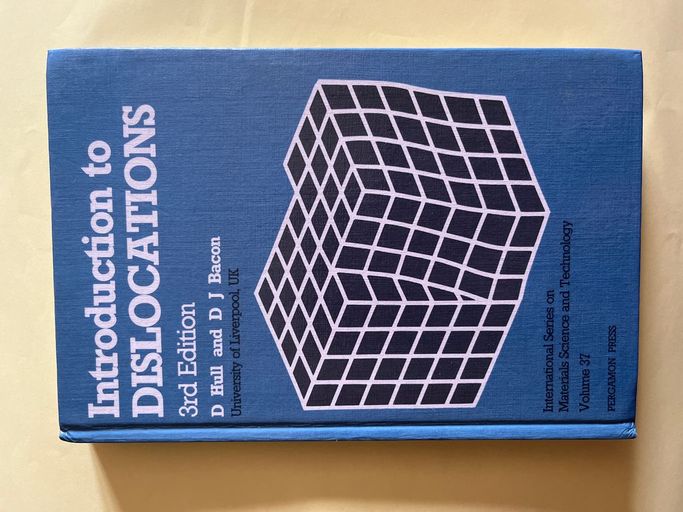 Introduction to
DISLOCATIONS
3rd Edition
D Hull and D J Bacon
University of Liverpool, UK
International Series on
Materials Science and Technology
Volume 37
PERGAMON PRESS